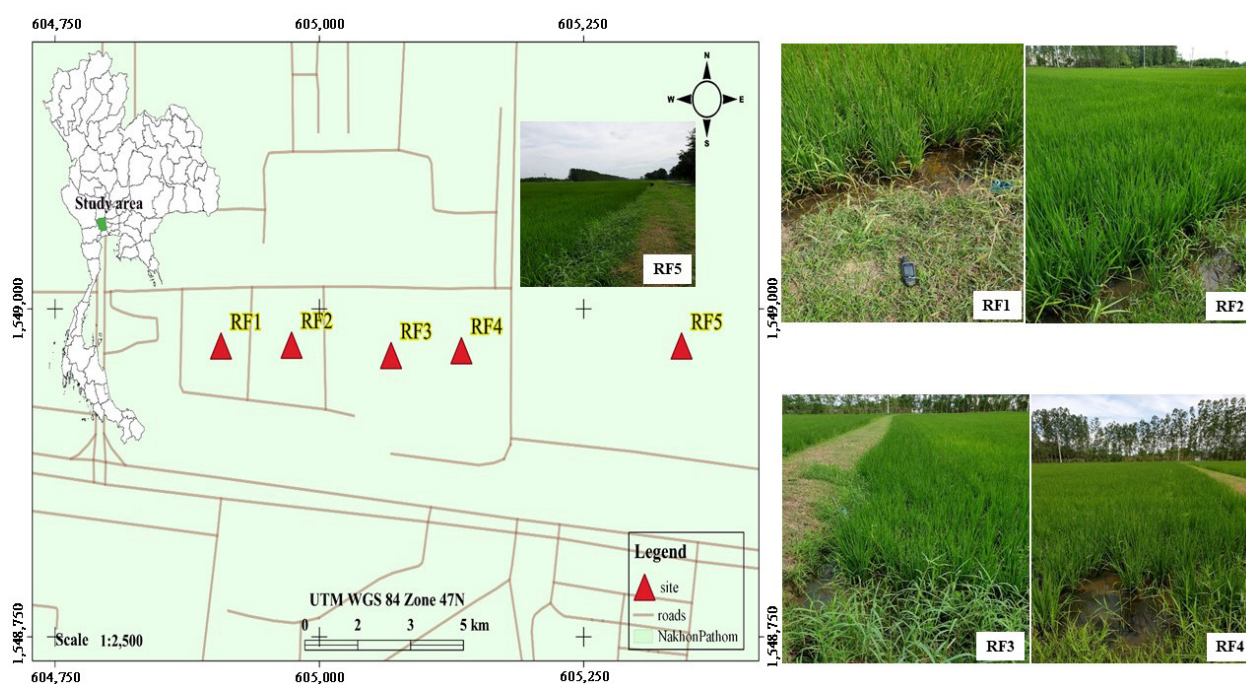 604,750 605,000 605,250
N
W E
S
Study area
RF5
RF1 RF2
1,549,000 1,549,000
RF1 RF2 RF3 RF4 RF5
Legend
site
roads
NakhonPathom
UTM WGS 84 Zone 47N
0 2 3 5 km
Scale 1:2,500
1,548,750 1,548,750
RF3 RF4
604,750 605,000 605,250